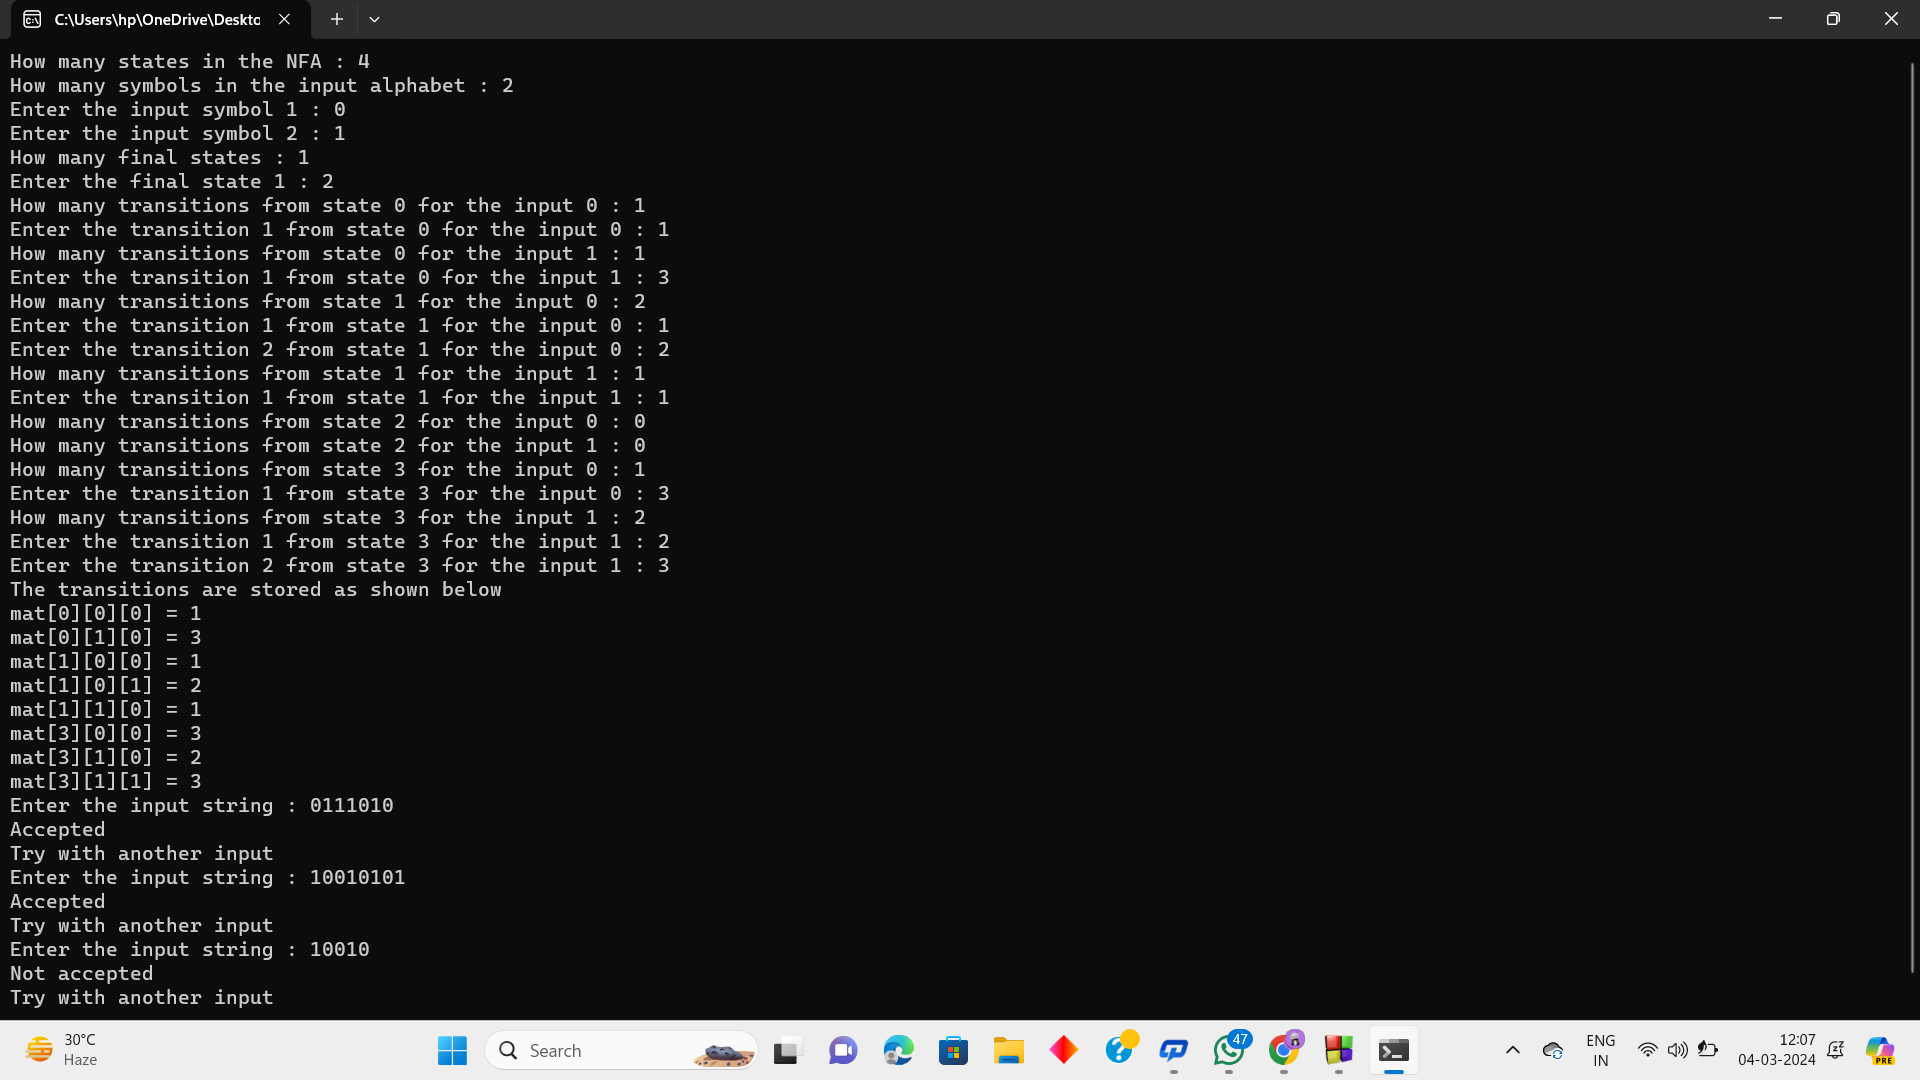 C:\Users\hp\OneDrive\Deskto
How many states in the NFA : 4
How many symbols in the input alphabet : 2
Enter the input symbol 1 : 0
Enter the input symbol 2 : 1
How many final states : 1
Enter the final state 1 : 2
How many transitions from state 0 for the input 0 : 1
Enter the transition 1 from state 0 for the input 0 : 1
How many transitions from state 0 for the input 1 : 1
Enter the transition 1 from state 0 for the input 1 : 3
How many transitions from state 1 for the input 0 : 2
Enter the transition 1 from state 1 for the input 0 : 1
Enter the transition 2 from state 1 for the input 0 : 2
How many transitions from state 1 for the input 1 : 1
Enter the transition 1 from state 1 for the input 1 : 1
How many transitions from state 2 for the input 0 : 0
How many transitions from state 2 for the input 1 : 0
How many transitions from state 3 for the input 0 : 1
Enter the transition 1 from state 3 for the input 0 : 3
How many transitions from state 3 for the input 1 : 2
Enter the transition 1 from state 3 for the input 1 : 2
Enter the transition 2 from state 3 for the input 1 : 3
The transitions are stored as shown below
mat[0][0][0] = 1
mat[0][1][0] = 3
mat[1][0][0] = 1
mat[1][0][1] = 2
mat[1][1][0] = 1
mat[3][0][0] = 3
mat[3][1][0] = 2
mat[3][1][1] = 3
Enter the input string : 0111010
Accepted
Try with another input
Enter the input string : 10010101
Accepted
Try with another input
Enter the input string : 10010
Not accepted
Try with another input
30°C
Haze
Search
47
ENG
IN
12:07
04-03-2024
PRE